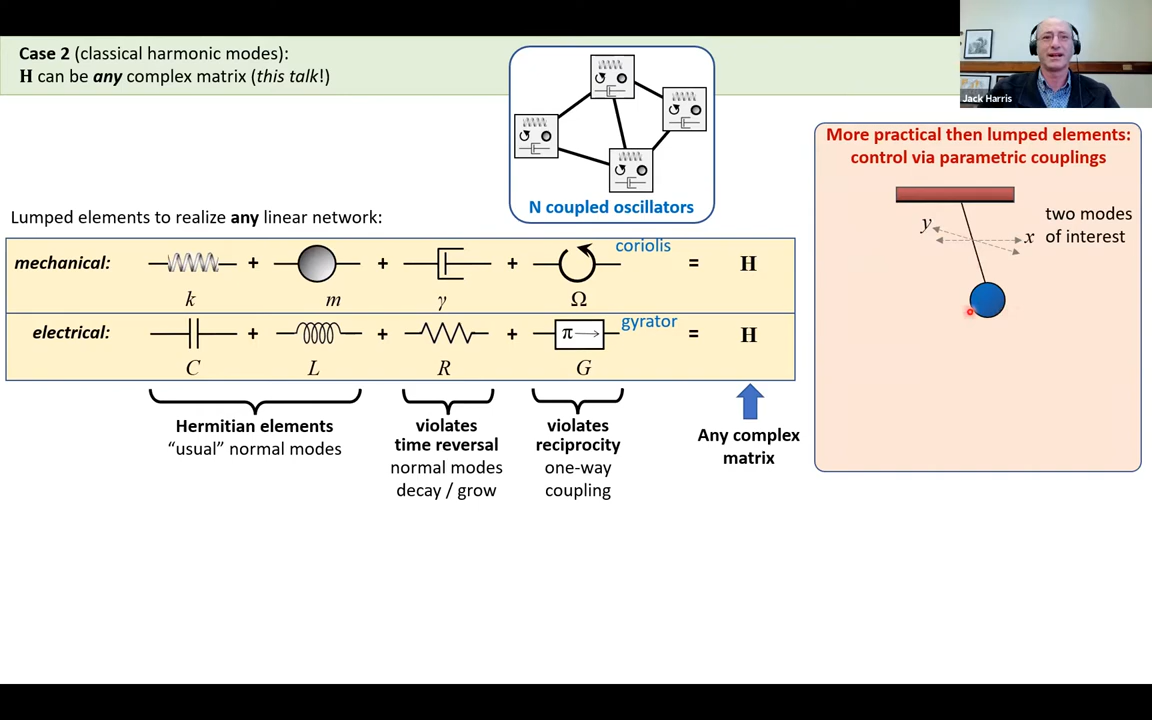 Case 2 (classical harmonic modes):
H can be any complex matrix (this talk!)
Jack Harris
N coupled oscillators
Lumped elements to realize any linear network:
mechanical: + + + coriolis = H
k m γ Ω
electrical: + + + π gyrator = H
C L R G
Hermitian elements
“usual” normal modes
violates
time reversal
normal modes
decay / grow
violates
reciprocity
one-way
coupling
Any complex
matrix
More practical then lumped elements:
control via parametric couplings
y x
two modes
of interest